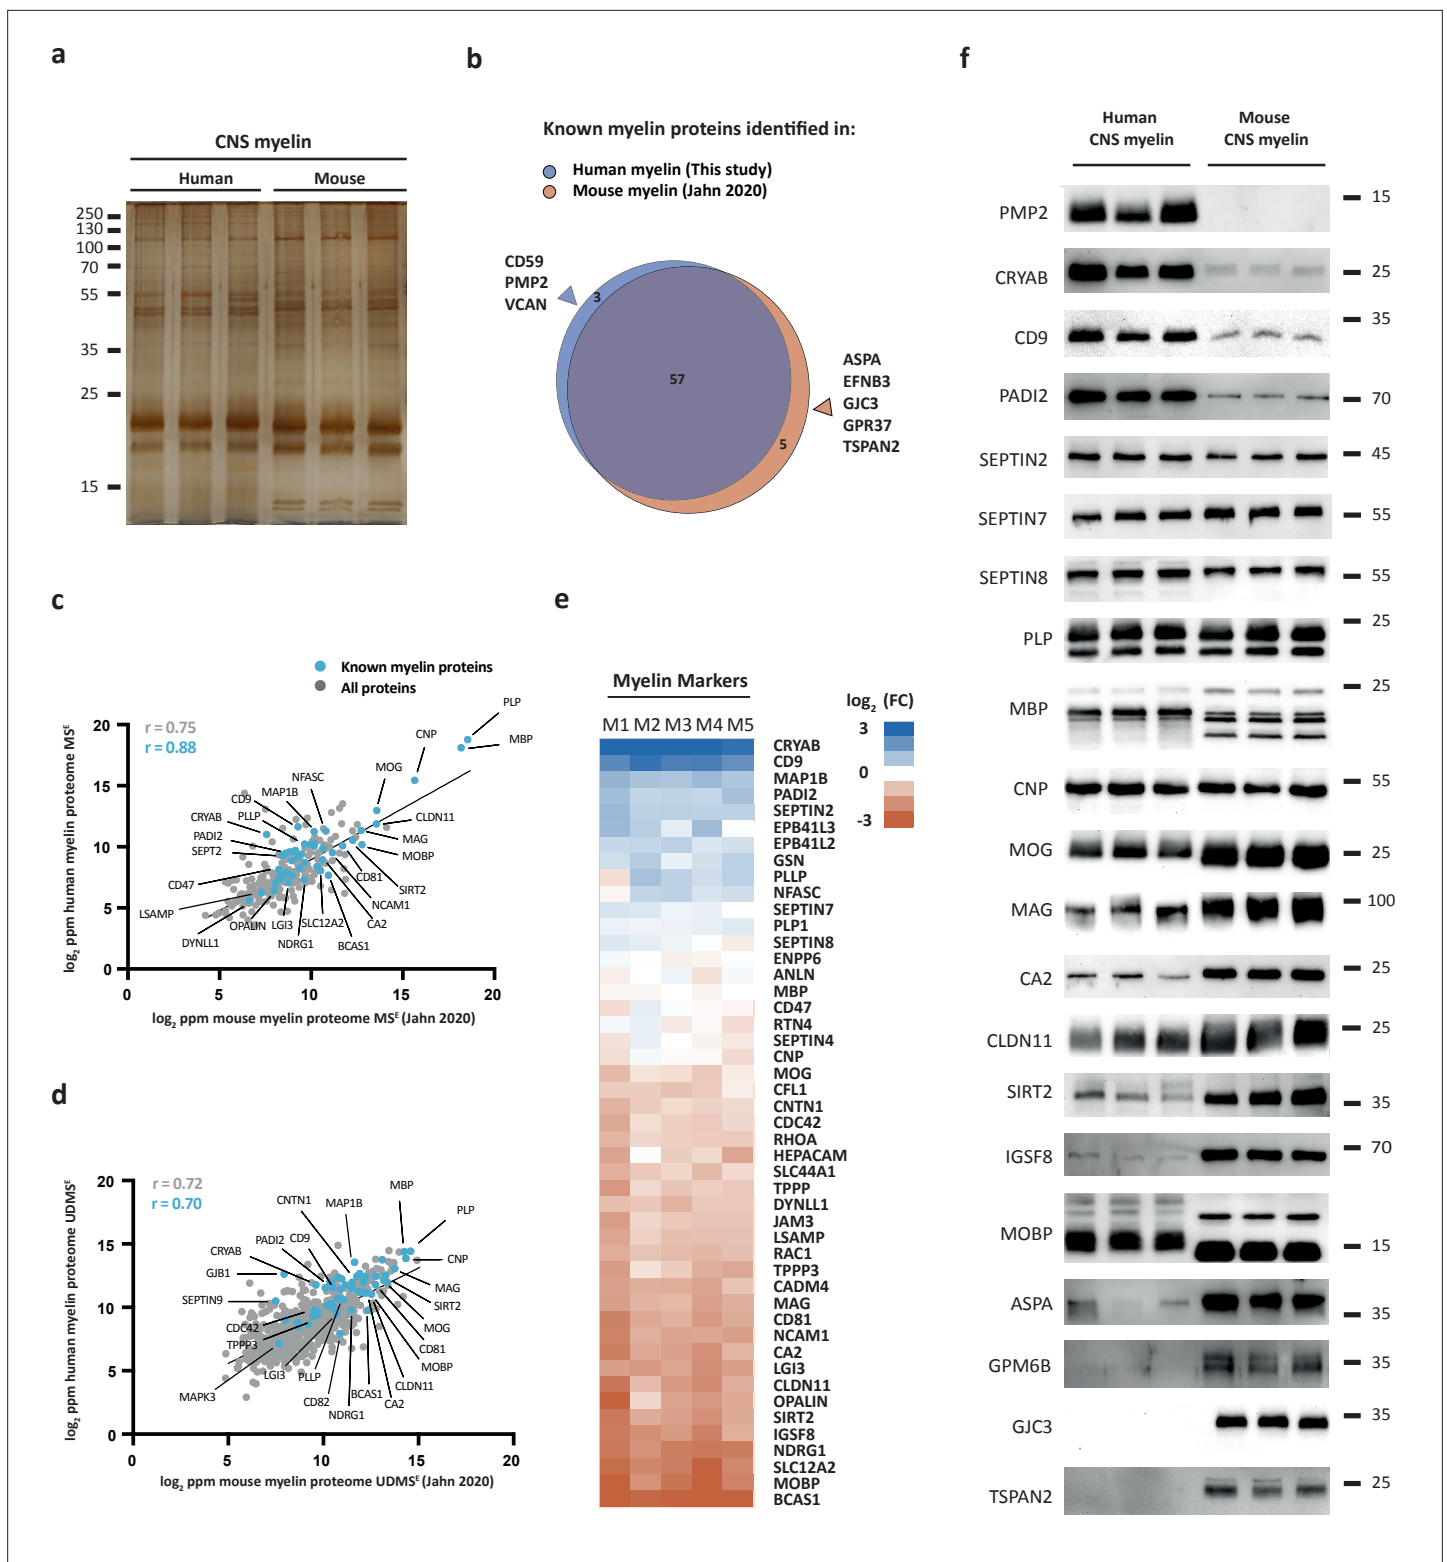 a
CNS myelin
Human
Mouse
250
130
100
70
55
35
25
15
b
Known myelin proteins identified in:
Human myelin (This study)
Mouse myelin (Jahn 2020)
CD59
PMP2
VCAN
3
57
5
ASPA
EFNB3
GJC3
GPR37
TSPAN2
c
Known myelin proteins
All proteins
r = 0.75
r = 0.88
log2 ppm human myelin proteome MSE
20
15
10
5
0
0
5
10
15
20
log2 ppm mouse myelin proteome MSE (Jahn 2020)
PLP
CNP
MBP
MOG
NFASC
MAP1B
CD9
PLLP
CRYAB
PADI2
SEPT2
CD47
LSAMP
DYNLL1
OPALIN
LGI3
NDRG1
SLC12A2
BCAS1
CA2
NCAM1
SIRT2
CD81
MOBP
MAG
CLDN11
d
r = 0.72
r = 0.70
log2 ppm human myelin proteome UDMSE
20
15
10
5
0
0
5
10
15
20
log2 ppm mouse myelin proteome UDMSE (Jahn 2020)
MBP
PLP
CNP
MAP1B
CNTN1
CD9
PADI2
CRYAB
GJB1
SEPTIN9
CDC42
TPPP3
MAPK3
LGI3
PLLP
CD82
NDRG1
BCAS1
CA2
CLDN11
MOBP
CD81
MOG
SIRT2
MAG
e
Myelin Markers
M1 M2 M3 M4 M5
log2 (FC)
3
0
-3
CRYAB
CD9
MAP1B
PADI2
SEPTIN2
EPB41L3
EPB41L2
GSN
PLLP
NFASC
SEPTIN7
PLP1
SEPTIN8
ENPP6
ANLN
MBP
CD47
RTN4
SEPTIN4
CNP
MOG
CFL1
CNTN1
CDC42
RHOA
HEPACAM
SLC44A1
TPPP
DYNLL1
JAM3
LSAMP
RAC1
TPPP3
CADM4
MAG
CD81
NCAM1
CA2
LGI3
CLDN11
OPALIN
SIRT2
IGSF8
NDRG1
SLC12A2
MOBP
BCAS1
f
Human
CNS myelin
Mouse
CNS myelin
PMP2
15
CRYAB
25
CD9
35
PADI2
70
SEPTIN2
45
SEPTIN7
55
SEPTIN8
55
PLP
25
MBP
25
CNP
55
MOG
25
MAG
100
CA2
25
CLDN11
25
SIRT2
35
IGSF8
70
MOBP
15
ASPA
35
GPM6B
35
GJC3
35
TSPAN2
25